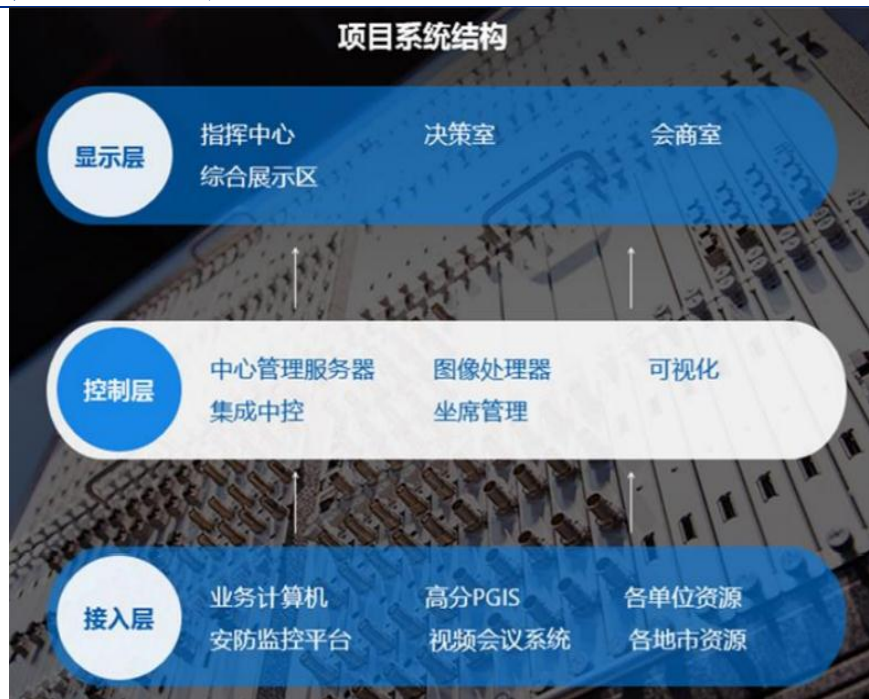 项目系统结构
显示层
指挥中心 决策室 会商室
综合展示区
控制层
中心管理服务器 图像处理器 可视化
集成中控 坐席管理
接入层
业务计算机 高分PGIS 各单位资源
安防监控平台 视频会议系统 各地市资源